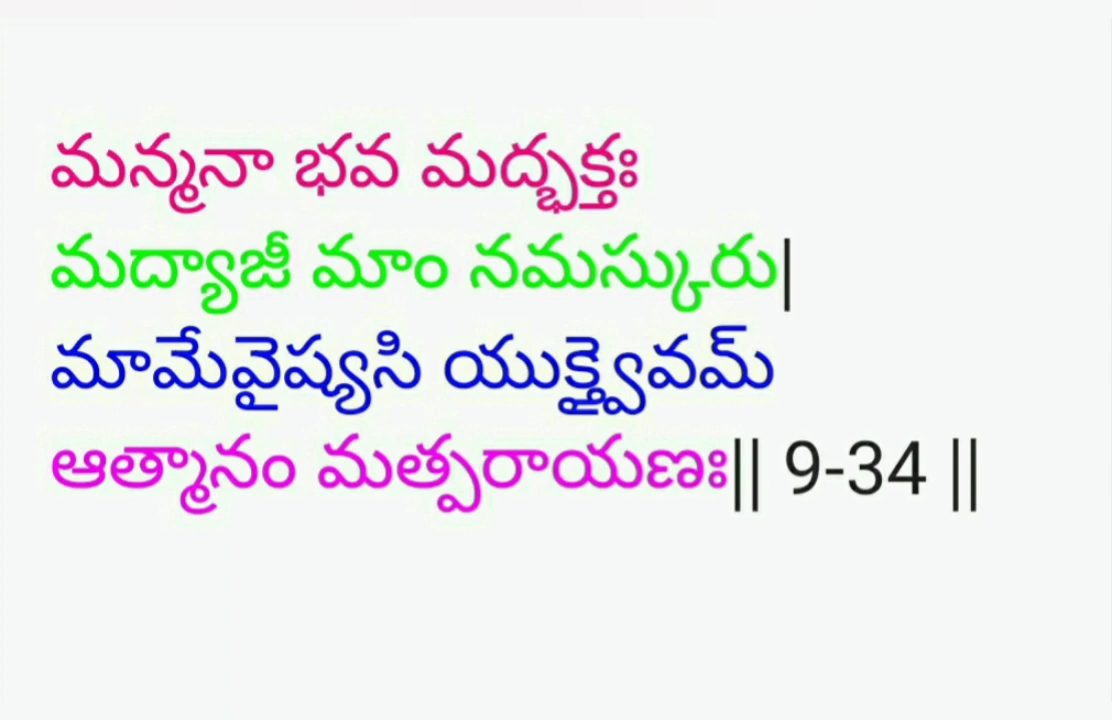 మన్మనా భవ మద్భక్తః
మద్యాజీ మాం నమస్కురు|
మామేవైష్యసి యుక్త్వైవమ్
ఆత్మానం మత్పరాయణః|| 9-34 ||